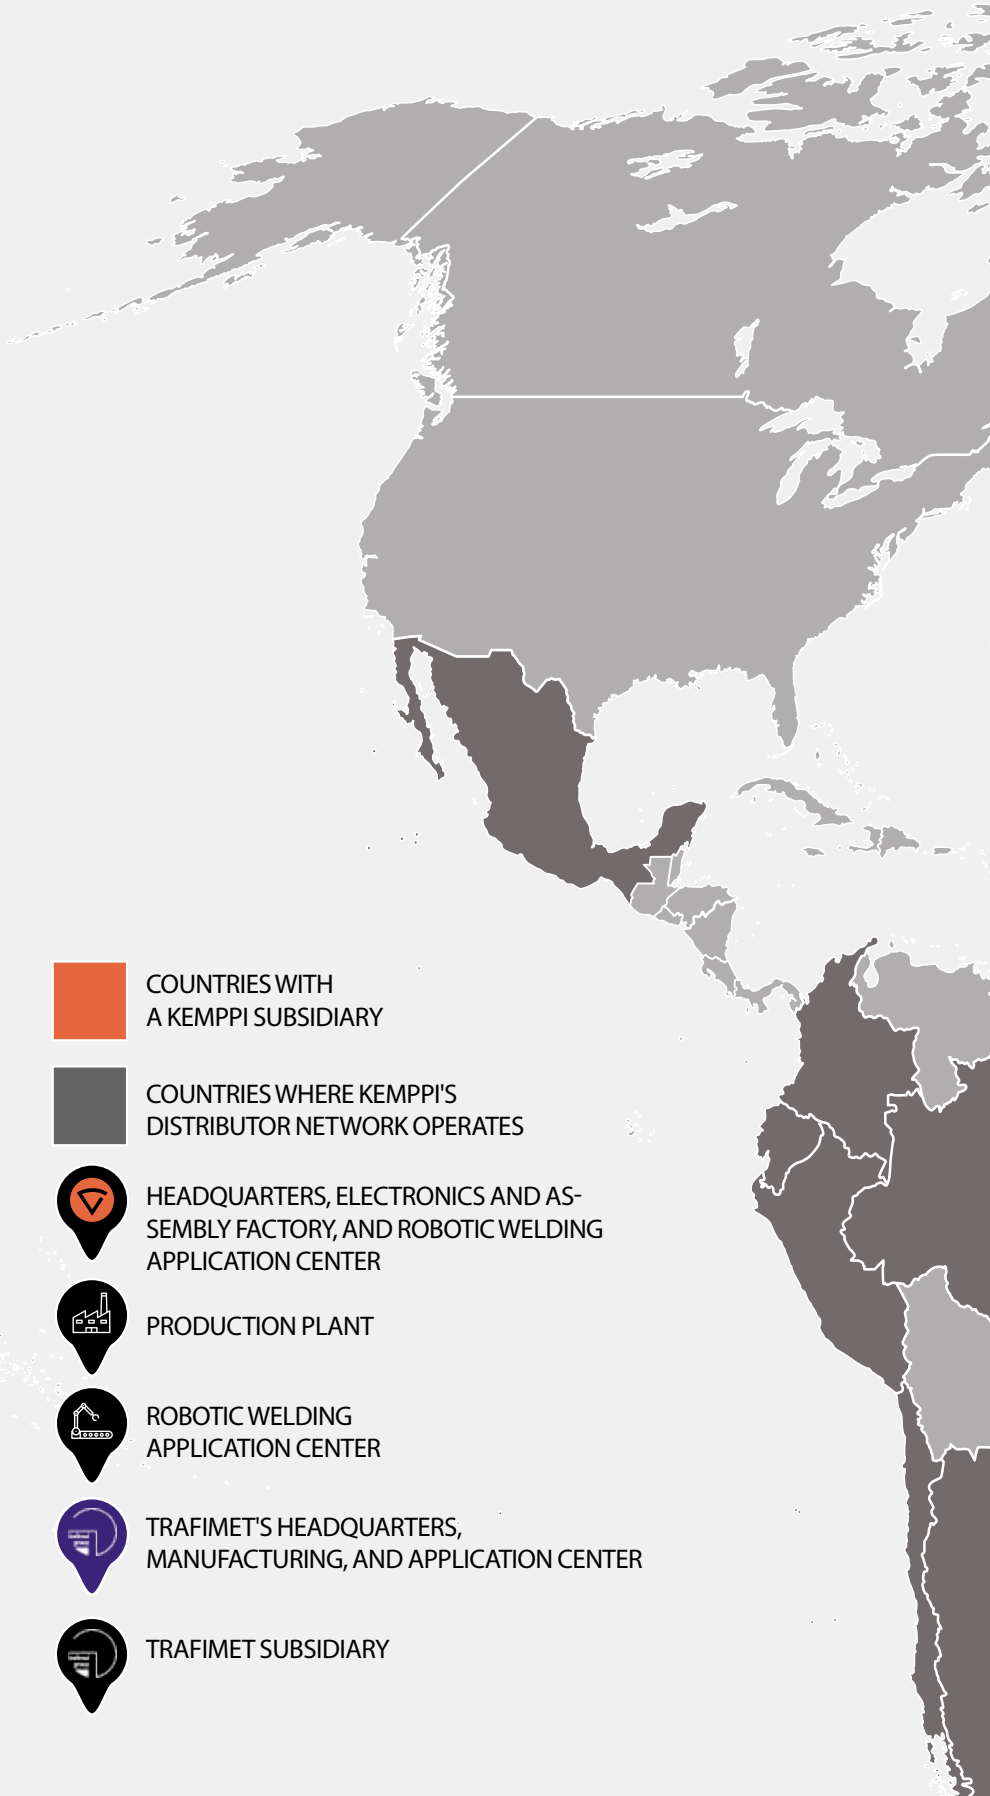 COUNTRIES WITH
A KEMPPI SUBSIDIARY
COUNTRIES WHERE KEMPPI'S
DISTRIBUTOR NETWORK OPERATES
HEADQUARTERS, ELECTRONICS AND AS-
SEMBLY FACTORY, AND ROBOTIC WELDING
APPLICATION CENTER
PRODUCTION PLANT
ROBOTIC WELDING
APPLICATION CENTER
TRAFIMET'S HEADQUARTERS,
MANUFACTURING, AND APPLICATION CENTER
TRAFIMET SUBSIDIARY